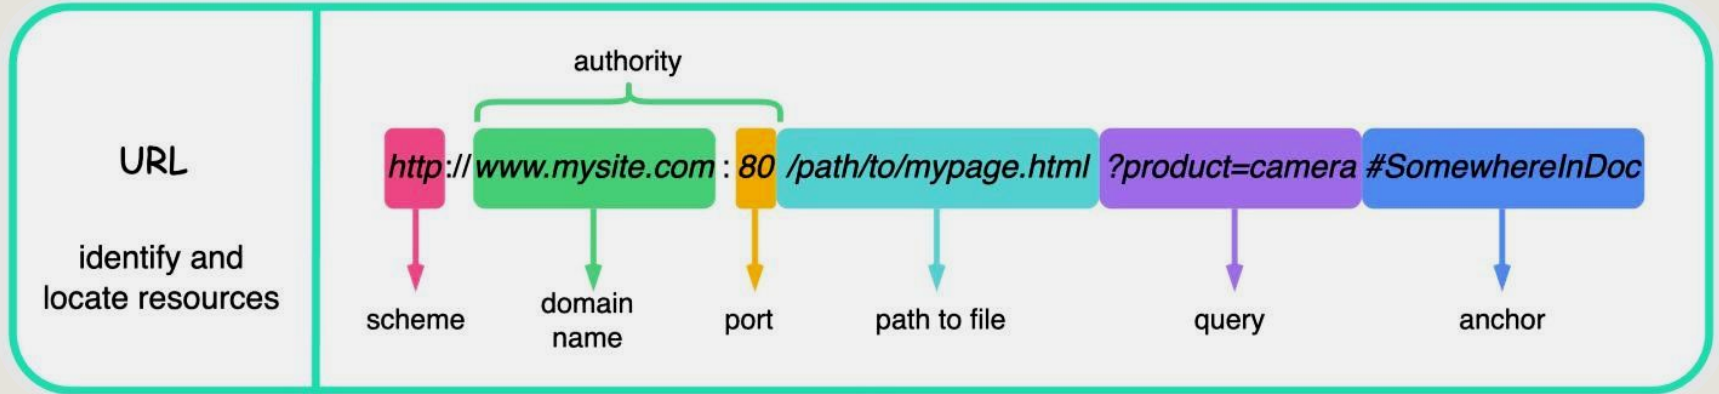 URL
identify and
locate resources
authority
http://www.mysite.com:80/path/to/mypage.html?product=camera#SomewhereInDoc
scheme
domain
name
port
path to file
query
anchor